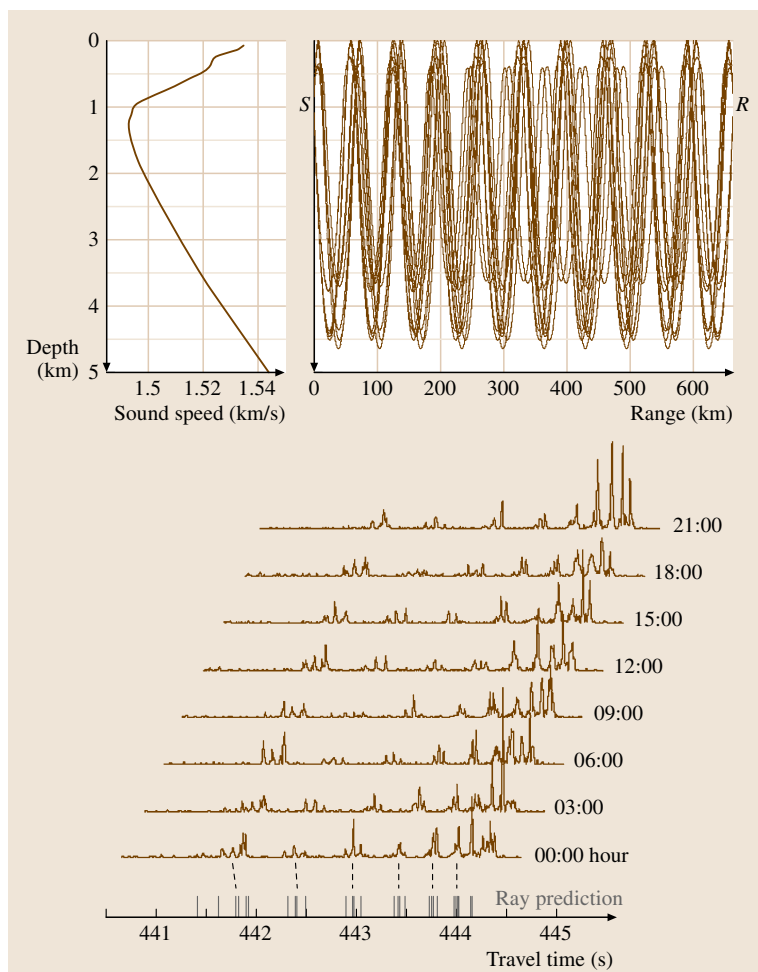 0
1
2
3
4
5
Depth
(km)
1.5 1.52 1.54
Sound speed (km/s)
S
R
0 100 200 300 400 500 600
Range (km)
21:00
18:00
15:00
12:00
09:00
06:00
03:00
00:00 hour
Ray prediction
441 442 443 444 445
Travel time (s)